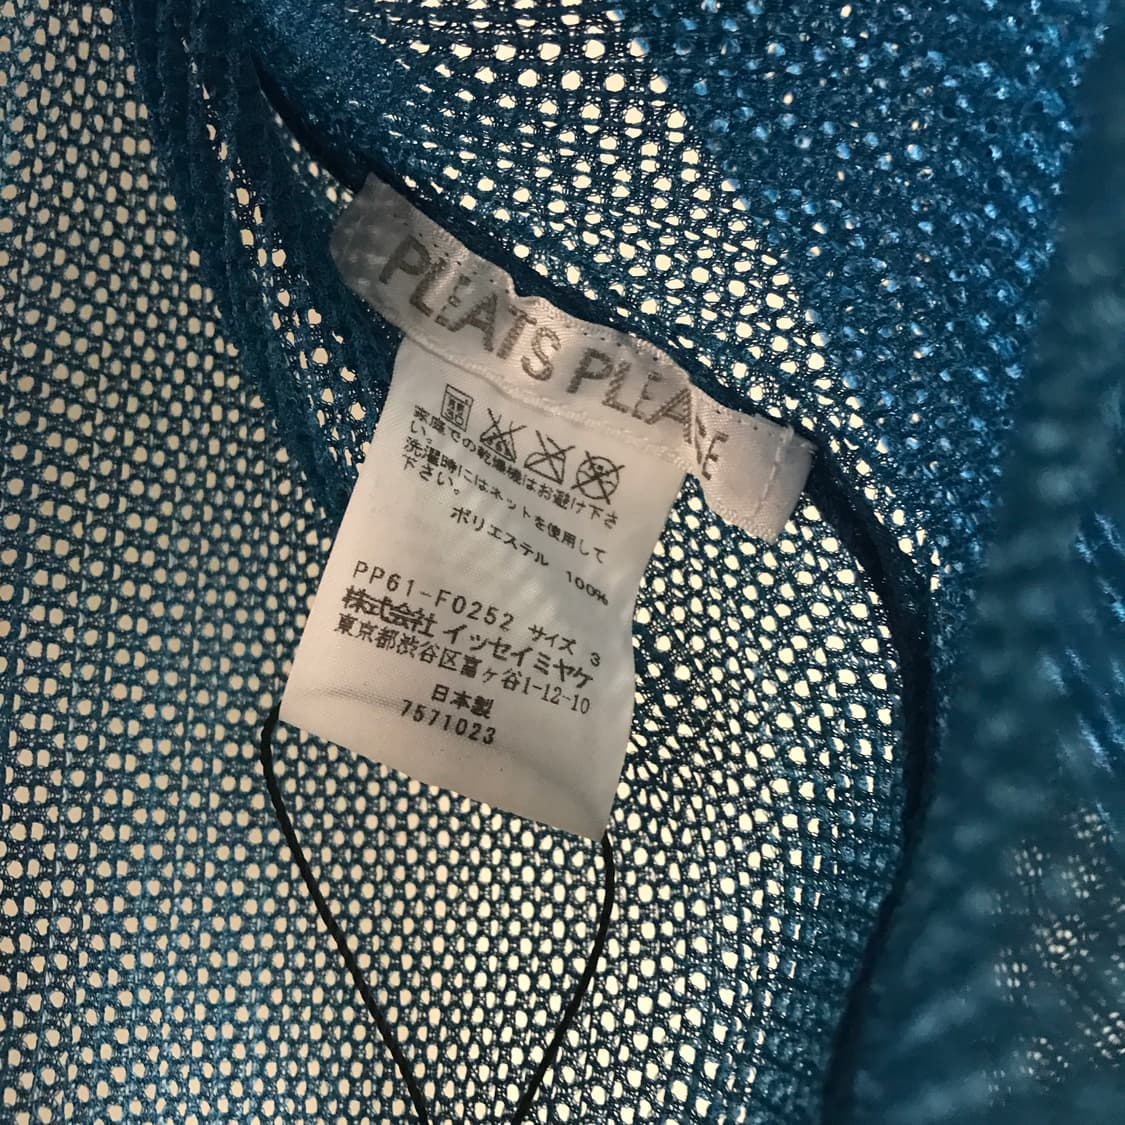 PLEATS PLEASE
家庭での乾燥機はお避け下さ
い。
洗濯時にはネットを使用して
下さい。
ポリエステル 100%
PP61-F0252 サイズ 3
株式会社 イッセイミヤケ
東京都渋谷区富ヶ谷1-12-10
日本製
7571023